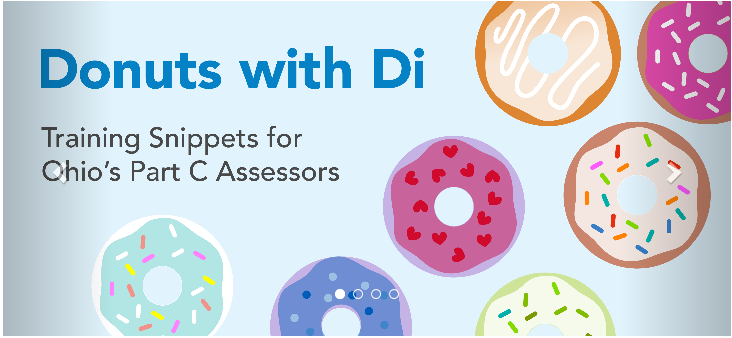 Donuts with Di
Training Snippets for
Ohio's Part C Assessors